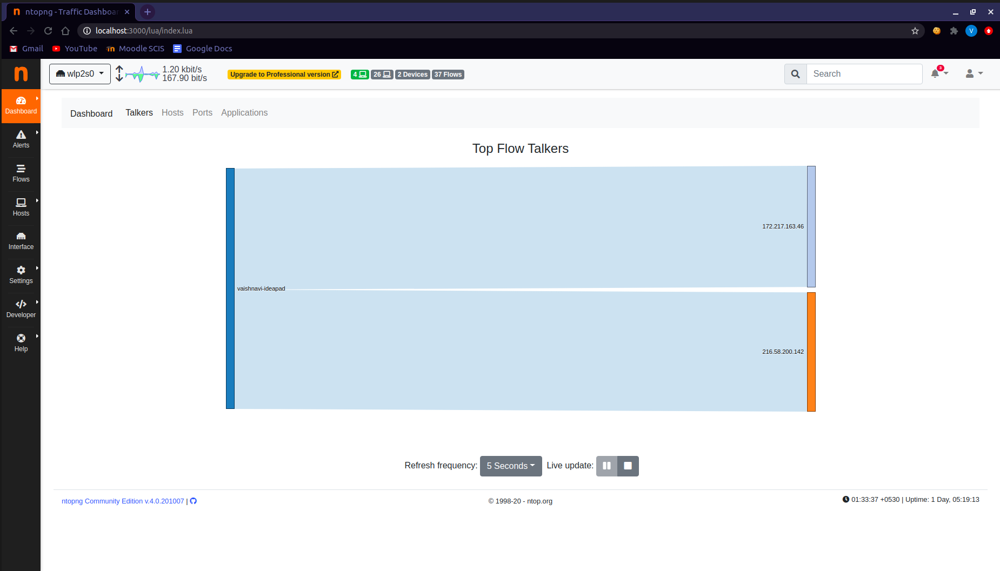 ntopng - Traffic Dashboar
localhost:3000/lua/index.lua
V
Gmail YouTube Moodle SCIS Google Docs
wlp2s0
1.20 kbit/s
167.90 bit/s
Upgrade to Professional version 4 26 2 Devices 37 Flows
Search
3
Dashboard
Alerts
Flows
Hosts
Interface
Settings
Developer
Help
Dashboard Talkers Hosts Ports Applications
Top Flow Talkers
172.217.163.46
vaishnavi-ideapad
216.58.200.142
Refresh frequency: 5 Seconds Live update:
ntopng Community Edition v.4.0.201007 |
© 1998-20 - ntop.org
01:33:37 +0530 | Uptime: 1 Day, 05:19:13